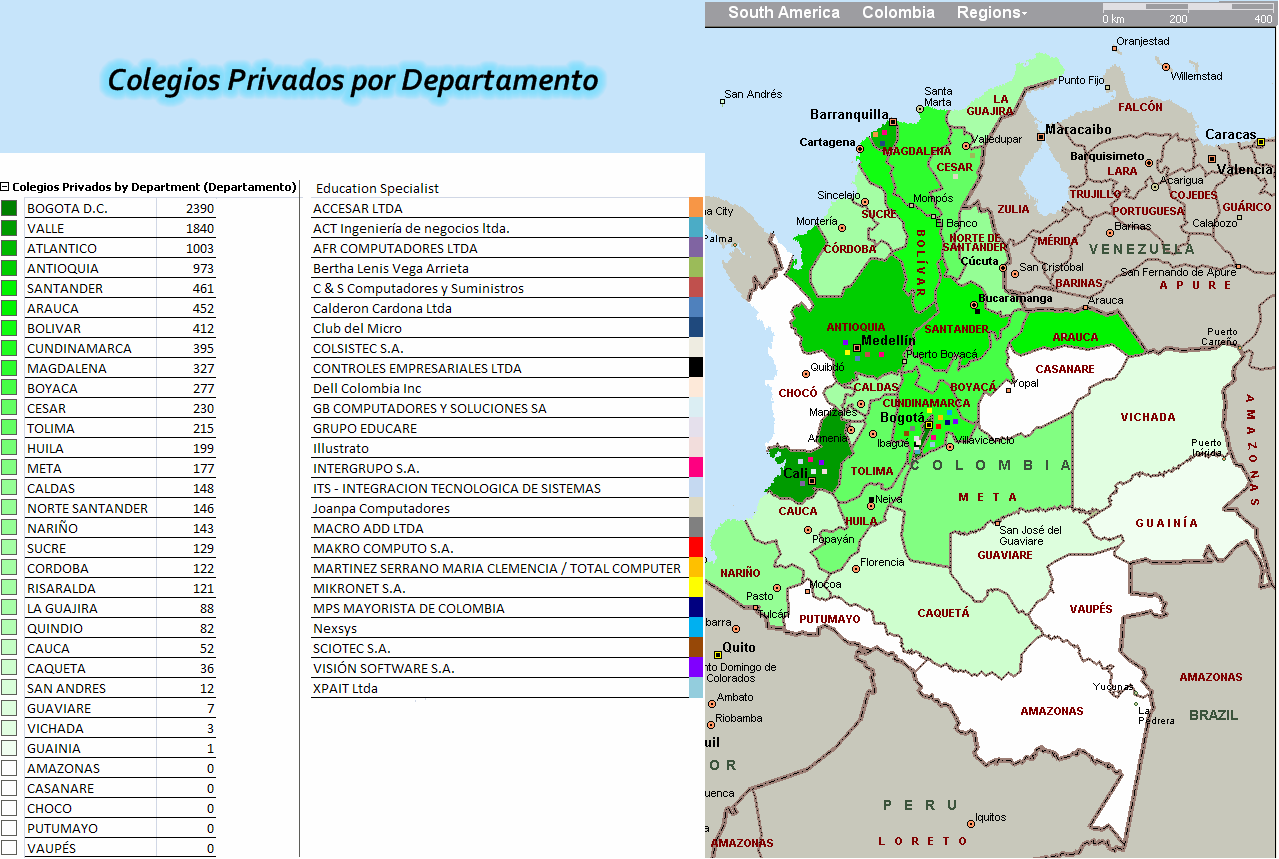 South America Colombia Regions
0 km 200 400
Colegios Privados por Departamento
Colegios Privados by Department (Departamento)
BOGOTA D.C. 2390
VALLE 1840
ATLANTICO 1003
ANTIOQUIA 973
SANTANDER 461
ARAUCA 452
BOLIVAR 412
CUNDINAMARCA 395
MAGDALENA 327
BOYACA 277
CESAR 230
TOLIMA 215
HUILA 199
META 177
CALDAS 148
NORTE SANTANDER 146
NARIÑO 143
SUCRE 129
CORDOBA 122
RISARALDA 121
LA GUAJIRA 88
QUINDIO 82
CAUCA 52
CAQUETA 36
SAN ANDRES 12
GUAVIARE 7
VICHADA 3
GUAINIA 1
AMAZONAS 0
CASANARE 0
CHOCO 0
PUTUMAYO 0
VAUPÉS 0
Education Specialist
ACCESAR LTDA
ACT Ingeniería de negocios ltda.
AFR COMPUTADORES LTDA
Bertha Lenis Vega Arrieta
C & S Computadores y Suministros
Calderon Cardona Ltda
Club del Micro
COLSISTEC S.A.
CONTROLES EMPRESARIALES LTDA
Dell Colombia Inc
GB COMPUTADORES Y SOLUCIONES SA
GRUPO EDUCARE
Illustrato
INTERGRUPO S.A.
ITS - INTEGRACION TECNOLOGICA DE SISTEMAS
Joanpa Computadores
MACRO ADD LTDA
MAKRO COMPUTO S.A.
MARTINEZ SERRANO MARIA CLEMENCIA / TOTAL COMPUTER
MIKRONET S.A.
MPS MAYORISTA DE COLOMBIA
Nexsys
SCIOTEC S.A.
VISIÓN SOFTWARE S.A.
XPAIT Ltda
Oranjestad
Willemstad
Punto Fijo
San Andrés
Santa
Marta
LA
GUAJIRA
FALCÓN
Barranquilla
Maracaibo
Caracas
Cartagena
Valledupar
MAGDALENA
Barquisimeto
Valencia
CESAR
LARA
Acarigua
Sincelejo
Mompós
TRUJILLO
COJEDES
na City
SUCRE
ZULIA
PORTUGUESA
GUÁRICO
Montería
El Banco
Barinas
Calabozo
Palma
CÓRDOBA
BOLÍVAR
NORTE DE
SANTANDER
MÉRIDA
VENEZUELA
Cúcuta
San Cristóbal
San Fernando de Apure
BARINAS
APURE
Bucaramanga
Arauca
ANTIOQUIA
SANTANDER
ARAUCA
Puerto
Carreño
Medellín
Puerto Boyacá
Quibdó
CASANARE
CHOCÓ
CALDAS
BOYACÁ
Yopal
AMAZONAS
Manizales
CUNDINAMARCA
Bogotá
VICHADA
Armenia
Ibague
Villavicencio
Puerto
Inírida
Cali
TOLIMA
COLOMBIA
META
Neiva
CAUCA
HUILA
GUAINÍA
Popayán
San José del
Guaviare
GUAVIARE
Florencia
NARIÑO
Mocoa
Pasto
Tulcán
CAQUETÁ
VAUPÉS
PUTUMAYO
barra
Quito
nto Domingo de
Colorados
AMAZONAS
Yucunas
Ambato
AMAZONAS
La
Pedrera
BRAZIL
Riobamba
uil
OR
uenca
PERU
Iquitos
LORETO
AMAZONAS